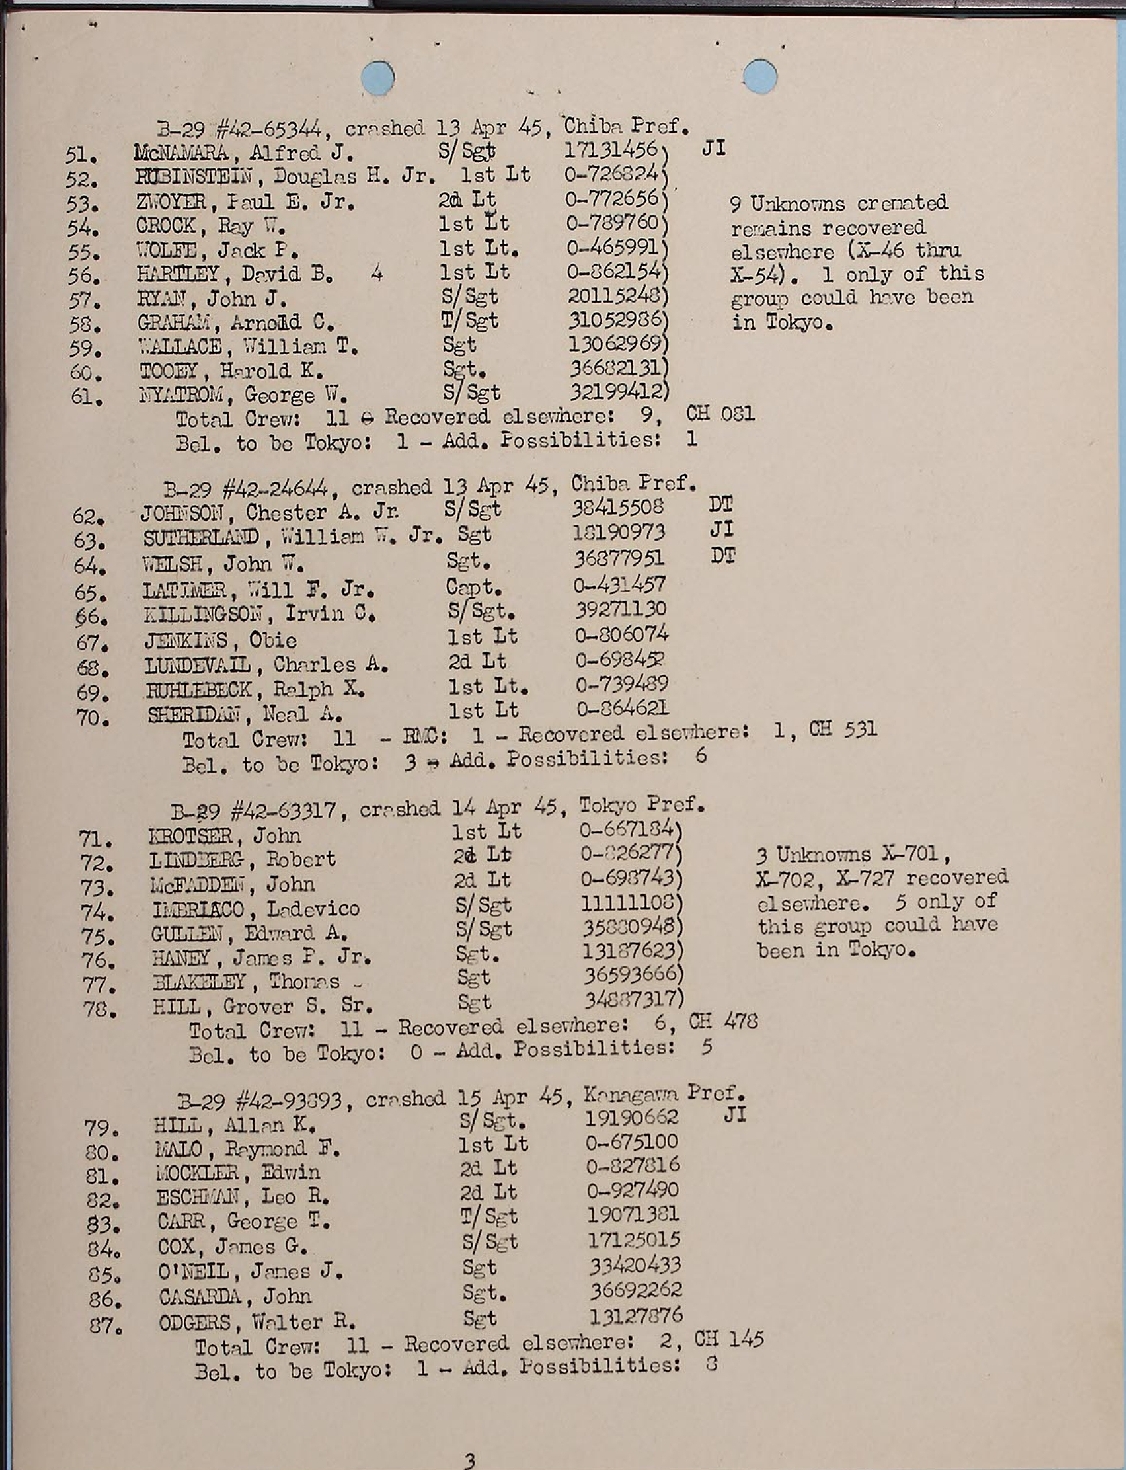 B-29 #42-65344, crashed 13 Apr 45, Chiba Pref.
51. McNAMARA, Alfred J. S/Sgt 17131456) JI
52. RUBINSTEIN, Douglas H. Jr. 1st Lt 0-726824)
53. ZWOYER, Paul E. Jr. 2d Lt 0-772656) 9 Unknowns cremated
54. CROCK, Ray W. 1st Lt 0-789760) remains recovered
55. WOLFE, Jack P. 1st Lt. 0-465991) elsewhere (X-46 thru
56. HARTLEY, David B. 4 1st Lt 0-862154) X-54). 1 only of this
57. RYAN, John J. S/Sgt 20115248) group could have been
58. GRAHAM, Arnold C. T/Sgt 31052986) in Tokyo.
59. WALLACE, William T. Sgt 13062969)
60. TOOEY, Harold K. Sgt. 36682131)
61. NYATROM, George W. S/Sgt 32199412)
Total Crew: 11 - Recovered elsewhere: 9, CH 081
Bel. to be Tokyo: 1 - Add. Possibilities: 1
B-29 #42-24644, crashed 13 Apr 45, Chiba Pref.
62. JOHNSON, Chester A. Jr. S/Sgt 38415508 DT
63. SUTHERLAND, William W. Jr. Sgt 18190973 JI
64. WELSH, John W. Sgt. 36877951 DT
65. LATIMER, Will F. Jr. Capt. 0-431457
66. KILLINGSON, Irvin C. S/Sgt. 39271130
67. JENKINS, Obie 1st Lt 0-806074
68. LUNDEVAIL, Charles A. 2d Lt 0-698452
69. RUHLEBECK, Ralph X. 1st Lt. 0-739489
70. SHERIDAN, Neal A. 1st Lt 0-864621
Total Crew: 11 - RMC: 1 - Recovered elsewhere: 1, CH 531
Bel. to be Tokyo: 3 - Add. Possibilities: 6
B-29 #42-63317, crashed 14 Apr 45, Tokyo Pref.
71. KROTSER, John 1st Lt 0-667184)
72. LINDBERG, Robert 2d Lt 0-826277) 3 Unknowns X-701,
73. McFADDEN, John 2d Lt 0-698743) X-702, X-727 recovered
74. IMBRIACO, Ladevico S/Sgt 11111108) elsewhere. 5 only of
75. GULLEN, Edward A. S/Sgt 35880948) this group could have
76. HANEY, James P. Jr. Sgt. 13187623) been in Tokyo.
77. BLAKELEY, Thomas - Sgt 36593666)
78. HILL, Grover S. Sr. Sgt 34887317)
Total Crew: 11 - Recovered elsewhere: 6, CH 478
Bel. to be Tokyo: 0 - Add. Possibilities: 5
B-29 #42-93893, crashed 15 Apr 45, Kanagawa Pref.
79. HILL, Allan K. S/Sgt. 19190662 JI
80. MALO, Raymond F. 1st Lt 0-675100
81. MOCKLER, Edwin 2d Lt 0-827816
82. ESCHMAN, Leo R. 2d Lt 0-927490
83. CARR, George T. T/Sgt 19071381
84. COX, James G. S/Sgt 17125015
85. O'NEIL, James J. Sgt 33420433
86. CASARDA, John Sgt. 36692262
87. ODGERS, Walter R. Sgt 13127876
Total Crew: 11 - Recovered elsewhere: 2, CH 145
Bel. to be Tokyo: 1 - Add. Possibilities: 8
3